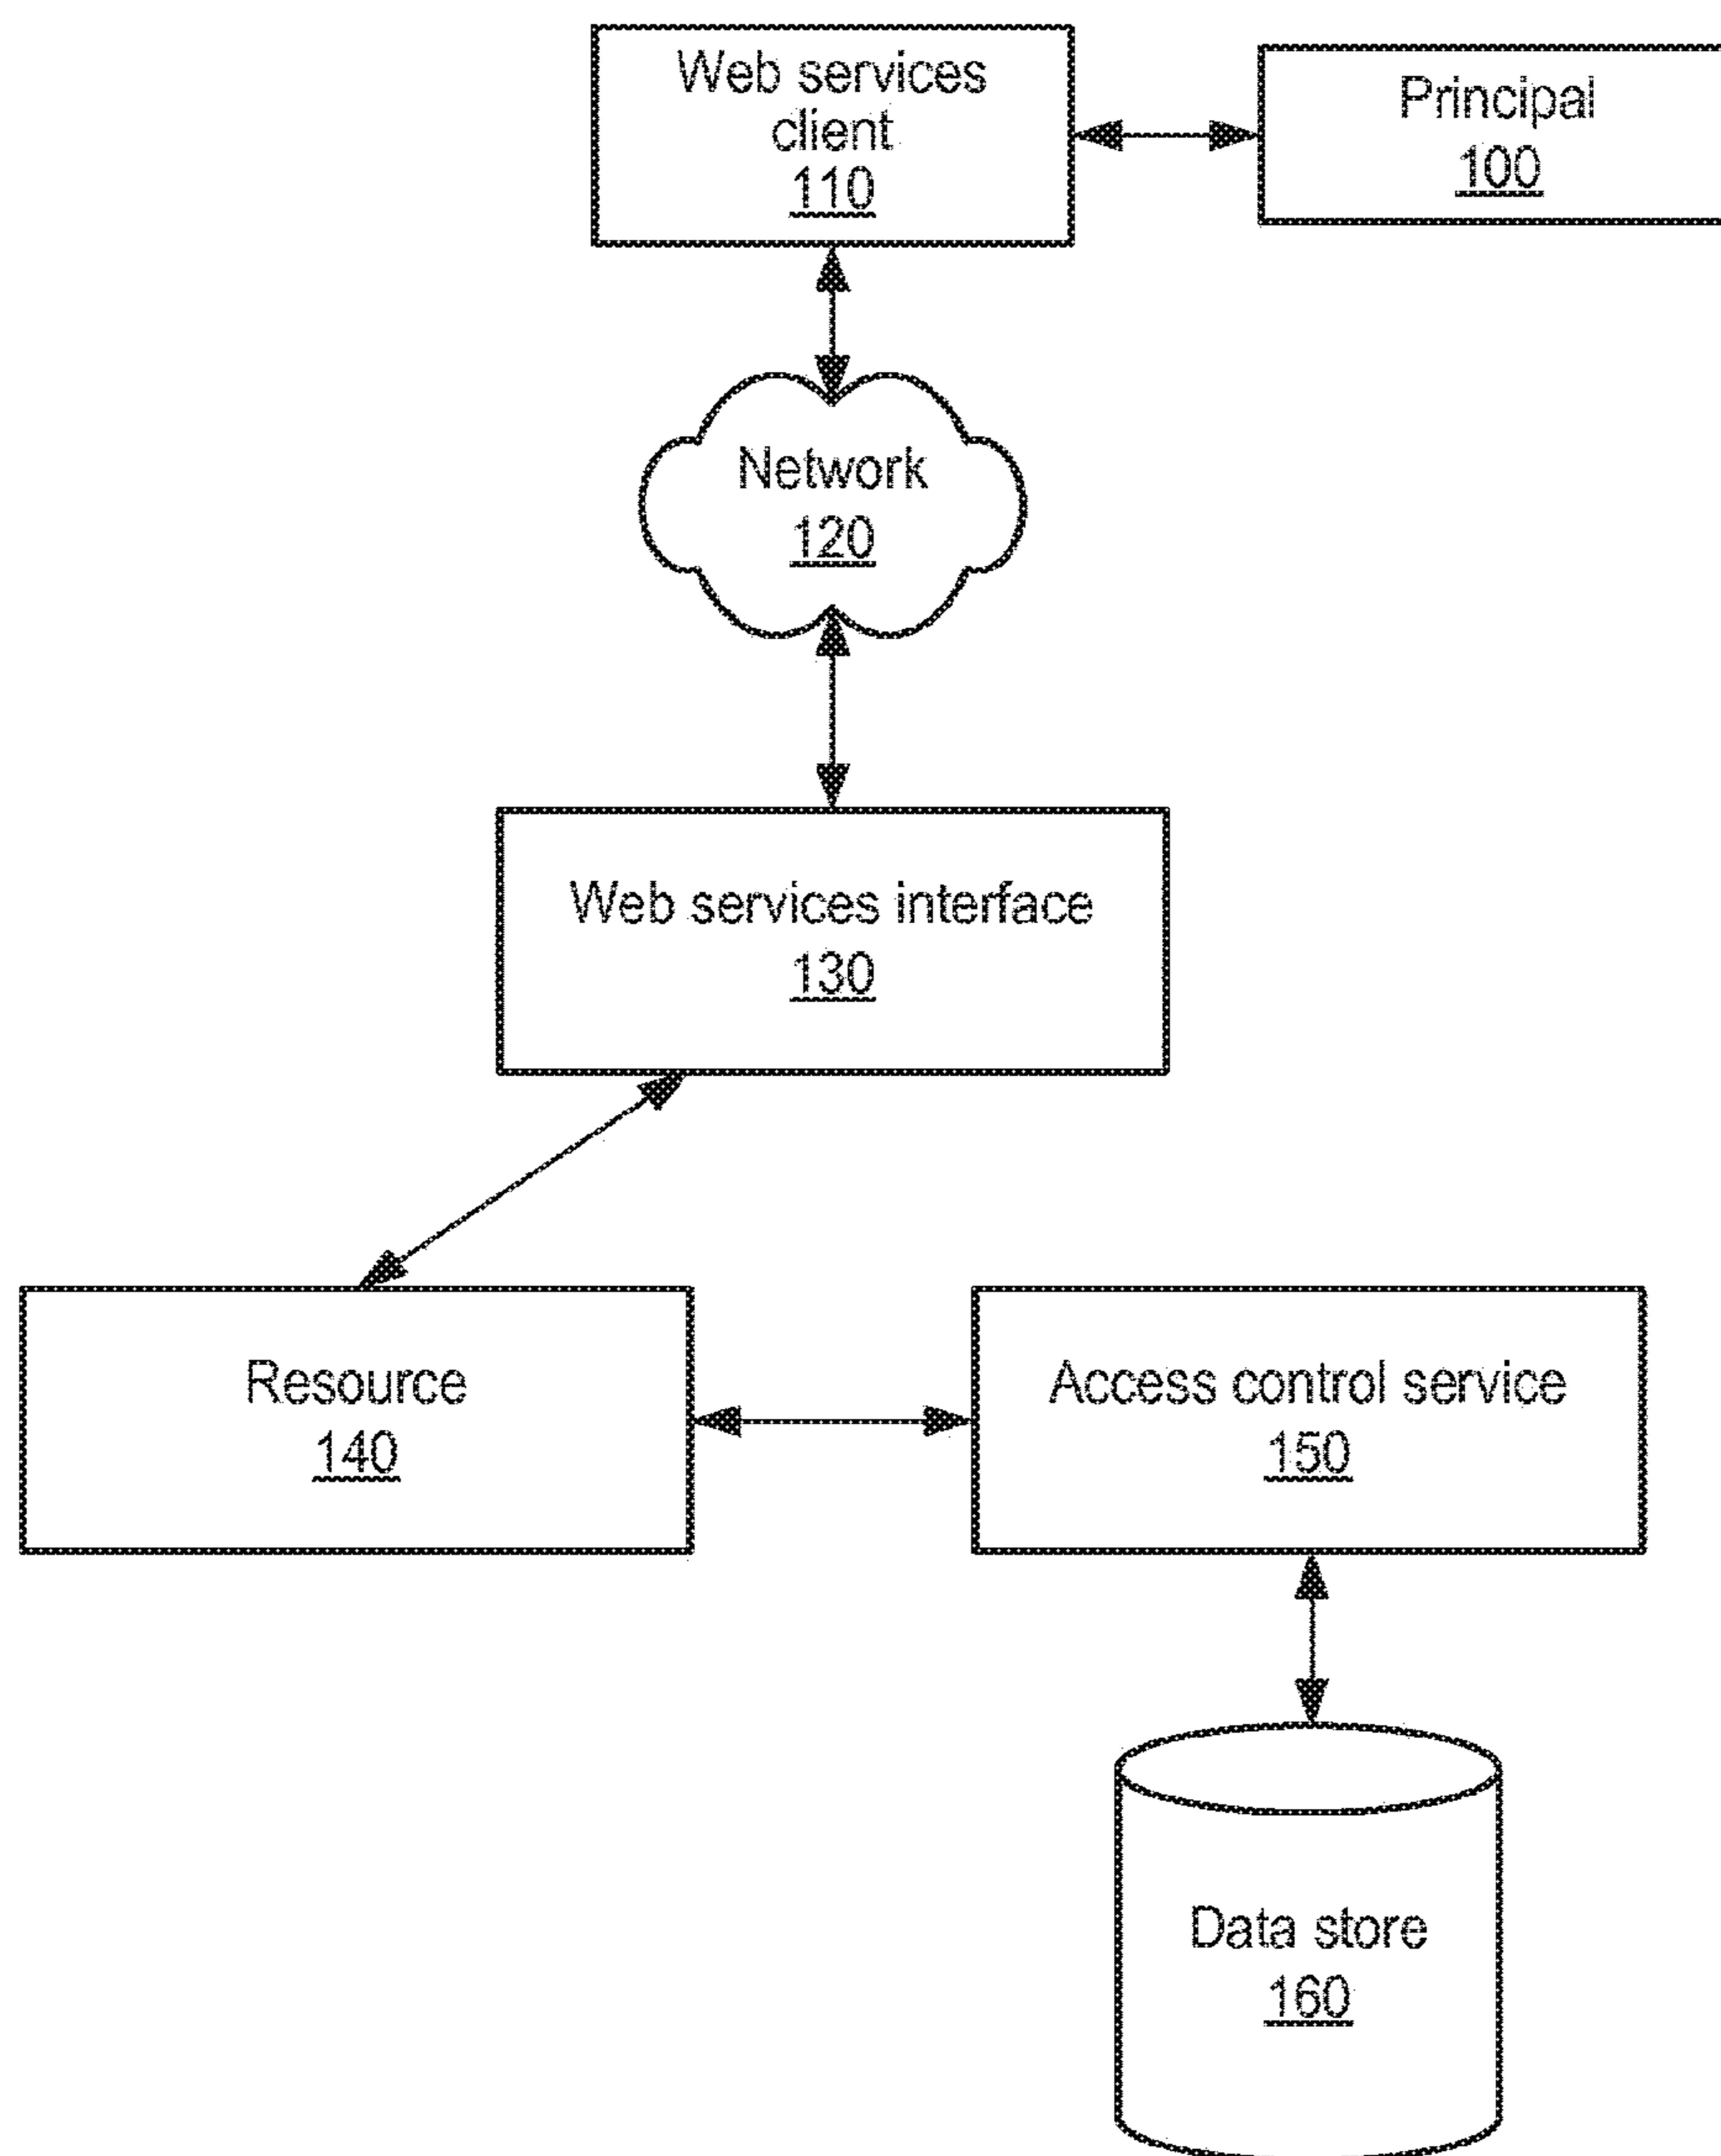 Web services
client
110
Principal
100
Network
120
Web services interface
130
Resource
140
Access control service
150
Data store
160